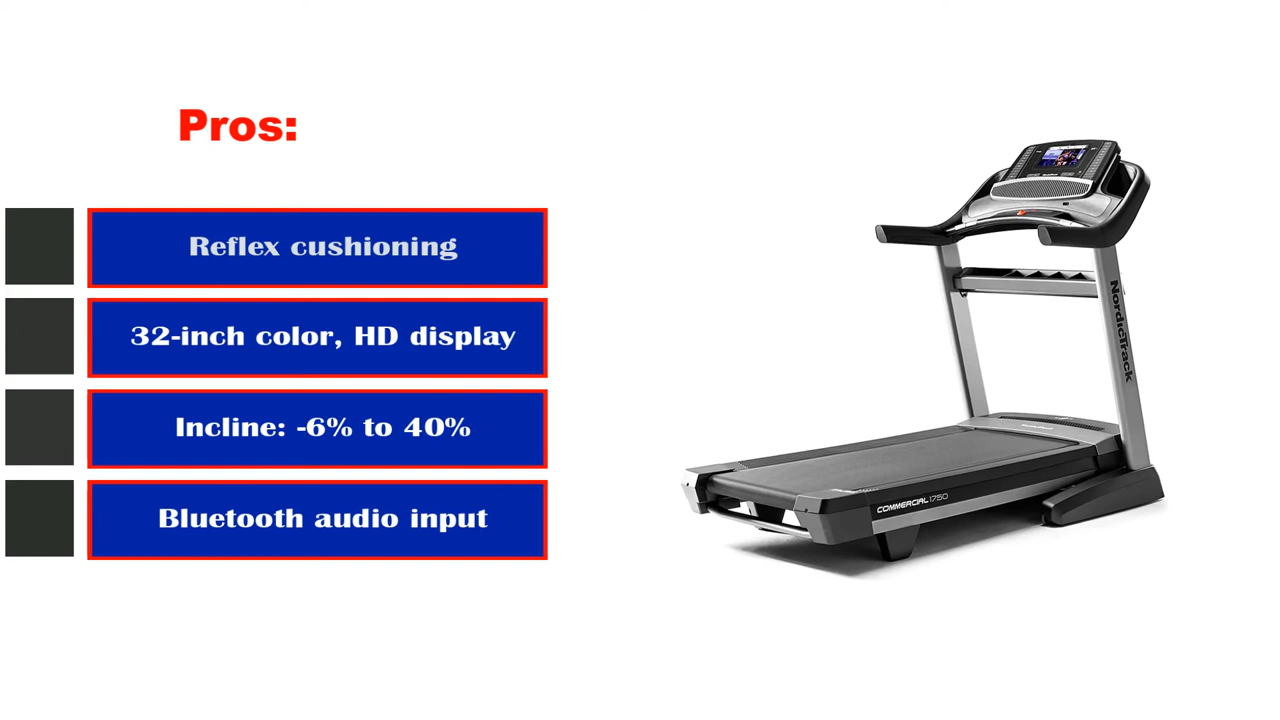 Pros:
Reflex cushioning
32-inch color, HD display
Incline: -6% to 40%
Bluetooth audio input
NordicTrack
COMMERCIAL 1750